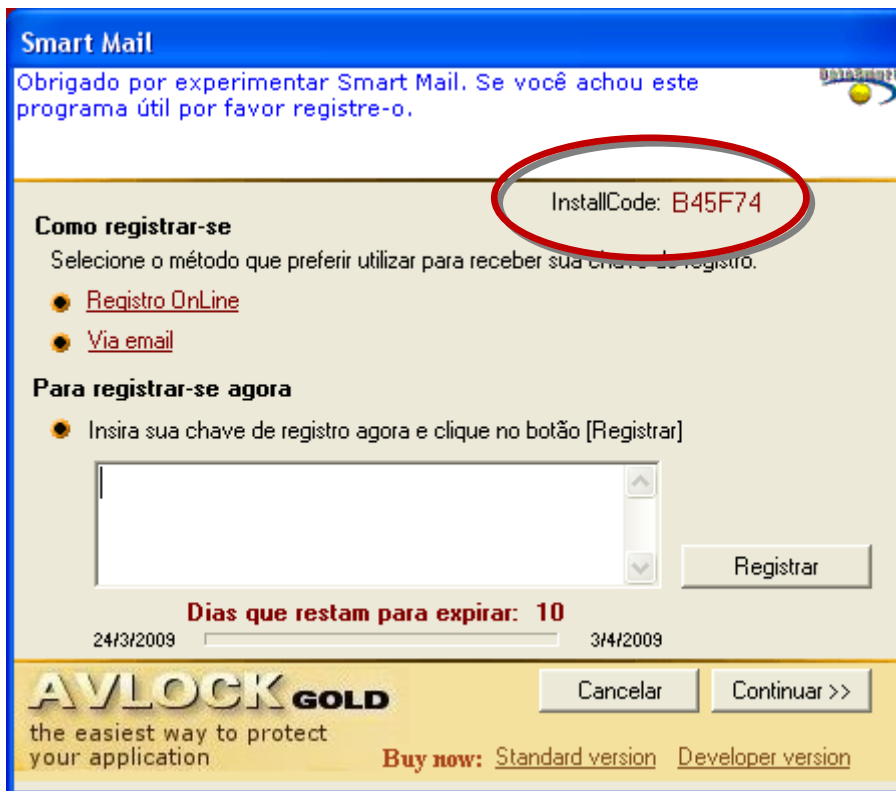 Smart Mail
Obrigado por experimentar Smart Mail. Se você achou este
programa útil por favor registre-o.
InstallCode: B45F74
Como registrar-se
Selecione o método que preferir utilizar para receber sua chave de registro.
Registro OnLine
Via email
Para registrar-se agora
Insira sua chave de registro agora e clique no botão [Registrar]
Registrar
Dias que restam para expirar: 10
24/3/2009 3/4/2009
AVLOCK GOLD
the easiest way to protect
your application
Cancelar Continuar >>
Buy now: Standard version Developer version